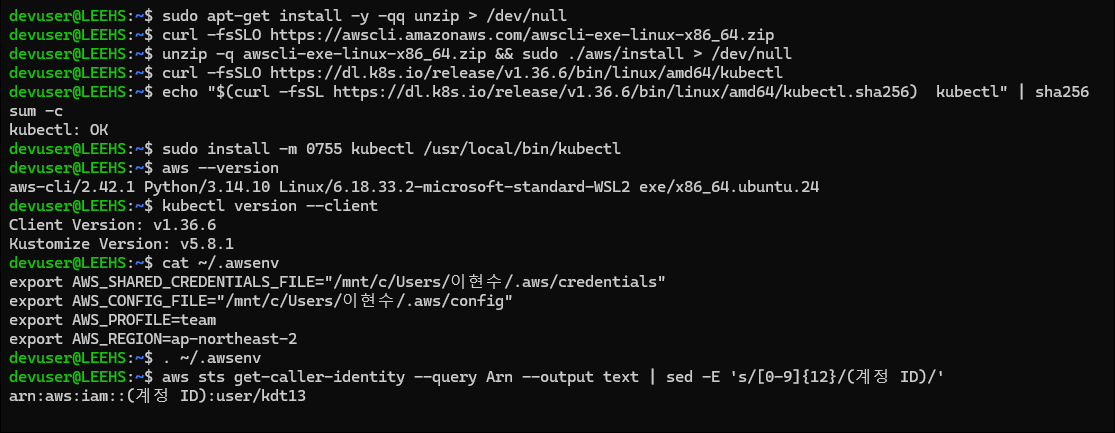 devuser@LEEHS:~$ sudo apt-get install -y -qq unzip > /dev/null
devuser@LEEHS:~$ curl -fsSLO https://awscli.amazonaws.com/awscli-exe-linux-x86_64.zip
devuser@LEEHS:~$ unzip -q awscli-exe-linux-x86_64.zip && sudo ./aws/install > /dev/null
devuser@LEEHS:~$ curl -fsSLO https://dl.k8s.io/release/v1.36.6/bin/linux/amd64/kubectl
devuser@LEEHS:~$ echo "$(curl -fsSL https://dl.k8s.io/release/v1.36.6/bin/linux/amd64/kubectl.sha256)  kubectl" | sha256
sum -c
kubectl: OK
devuser@LEEHS:~$ sudo install -m 0755 kubectl /usr/local/bin/kubectl
devuser@LEEHS:~$ aws --version
aws-cli/2.42.1 Python/3.14.10 Linux/6.18.33.2-microsoft-standard-WSL2 exe/x86_64.ubuntu.24
devuser@LEEHS:~$ kubectl version --client
Client Version: v1.36.6
Kustomize Version: v5.8.1
devuser@LEEHS:~$ cat ~/.awsenv
export AWS_SHARED_CREDENTIALS_FILE="/mnt/c/Users/이현수/.aws/credentials"
export AWS_CONFIG_FILE="/mnt/c/Users/이현수/.aws/config"
export AWS_PROFILE=team
export AWS_REGION=ap-northeast-2
devuser@LEEHS:~$ . ~/.awsenv
devuser@LEEHS:~$ aws sts get-caller-identity --query Arn --output text | sed -E 's/[0-9]{12}/(계정 ID)/'
arn:aws:iam::(계정 ID):user/kdt13